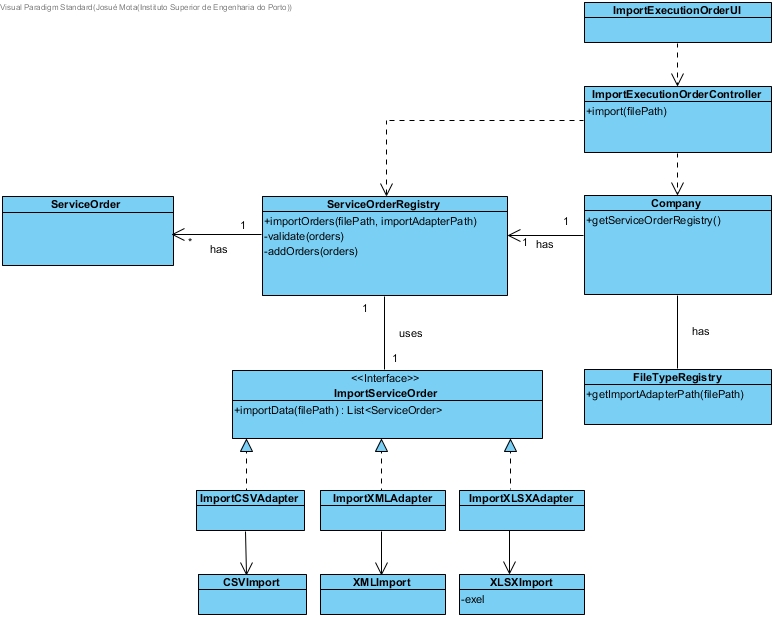 Visual Paradigm Standard(Josué Mota(Instituto Superior de Engenharia do Porto))
ImportExecutionOrderUI
ImportExecutionOrderController
+import(filePath)
ServiceOrder
ServiceOrderRegistry
+importOrders(filePath, importAdapterPath)
-validate(orders)
-addOrders(orders)
Company
+getServiceOrderRegistry()
1
*
has
1
1
has
1
uses
1
has
<<Interface>>
ImportServiceOrder
+importData(filePath) : List<ServiceOrder>
FileTypeRegistry
+getImportAdapterPath(filePath)
ImportCSVAdapter
ImportXMLAdapter
ImportXLSXAdapter
CSVImport
XMLImport
XLSXImport
-exel